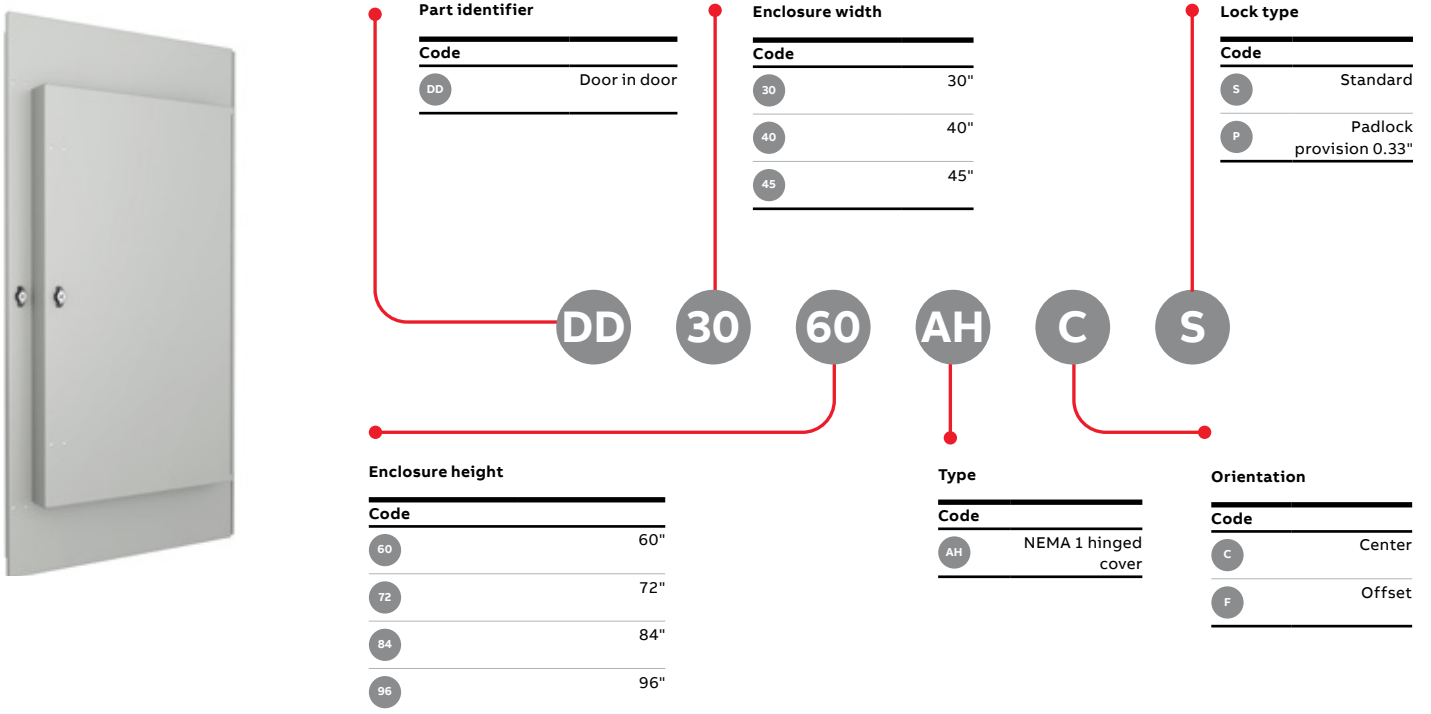 Part identifier
Code
DD Door in door
Enclosure width
Code
30 30"
40 40"
45 45"
Lock type
Code
S Standard
P Padlock
provision 0.33"
DD 30 60 AH C S
Enclosure height
Code
60 60"
72 72"
84 84"
96 96"
Type
Code
AH NEMA 1 hinged
cover
Orientation
Code
C Center
F Offset